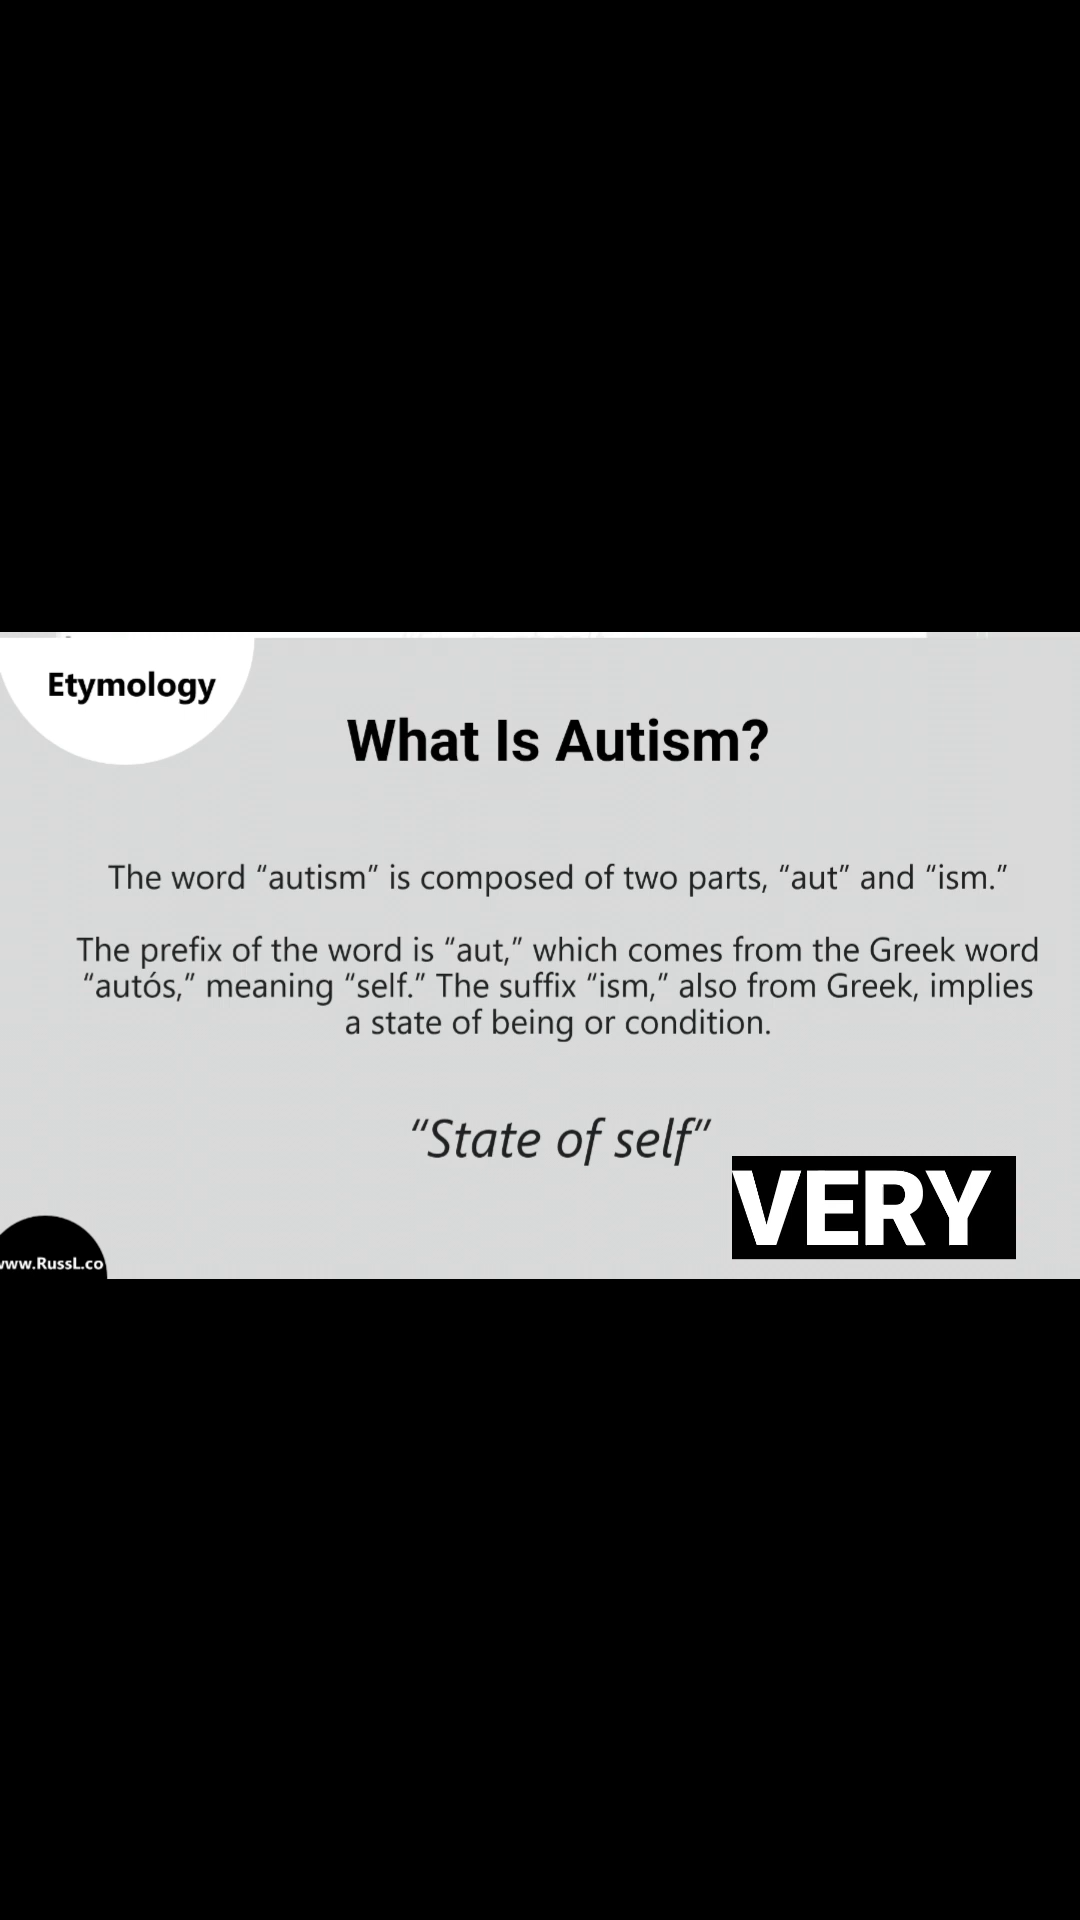 Etymology
What Is Autism?
The word “autism” is composed of two parts, “aut” and “ism.”
The prefix of the word is “aut,” which comes from the Greek word
“autós,” meaning “self.” The suffix “ism,” also from Greek, implies
a state of being or condition.
“State of self”
VERY
www.RussL.co